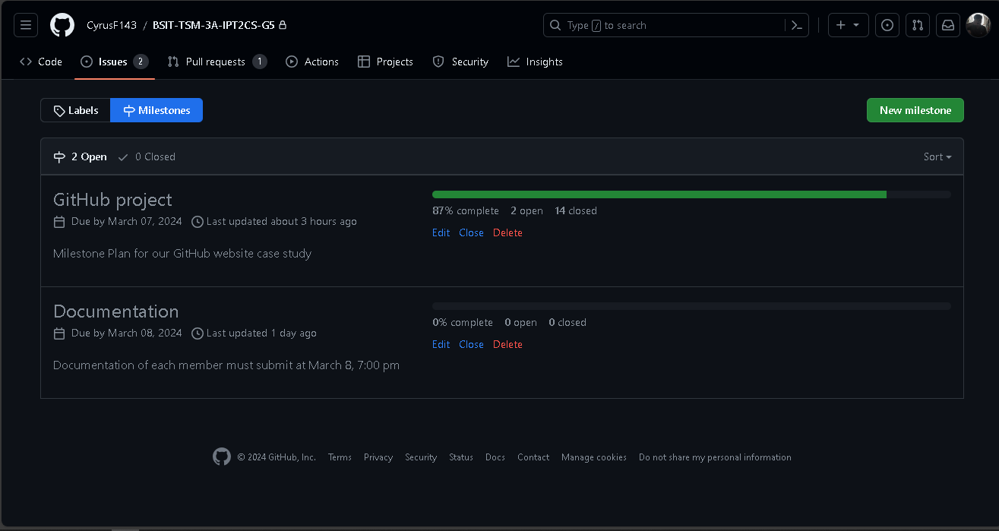 CyrusF143 / BSIT-TSM-3A-IPT2CS-G5
Type / to search
Code Issues 2 Pull requests 1 Actions Projects Security Insights
Labels Milestones New milestone
2 Open 0 Closed Sort
GitHub project
Due by March 07, 2024 Last updated about 3 hours ago
Milestone Plan for our GitHub website case study
87% complete 2 open 14 closed
Edit Close Delete
Documentation
Due by March 08, 2024 Last updated 1 day ago
Documentation of each member must submit at March 8, 7:00 pm
0% complete 0 open 0 closed
Edit Close Delete
© 2024 GitHub, Inc. Terms Privacy Security Status Docs Contact Manage cookies Do not share my personal information